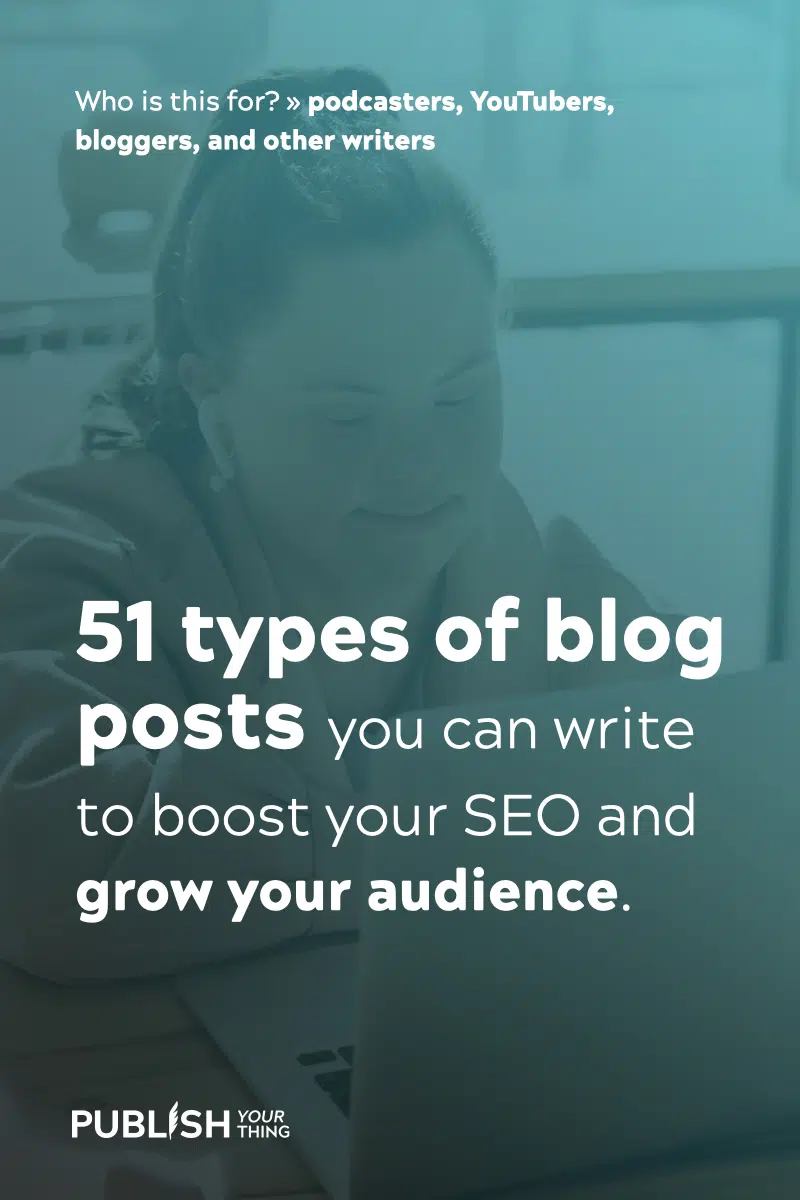 Who is this for? » podcasters, YouTubers,
bloggers, and other writers
51 types of blog
posts you can write
to boost your SEO and
grow your audience.
PUBLISH YOUR
THING